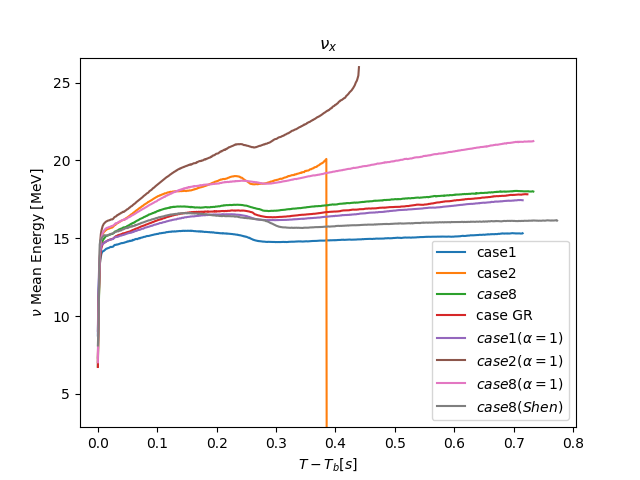 ν_x
ν Mean Energy [MeV]
25
20
15
10
5
0.0 0.1 0.2 0.3 0.4 0.5 0.6 0.7 0.8
T − T_b[s]
case1
case2
case8
case GR
case1(α = 1)
case2(α = 1)
case8(α = 1)
case8(Shen)